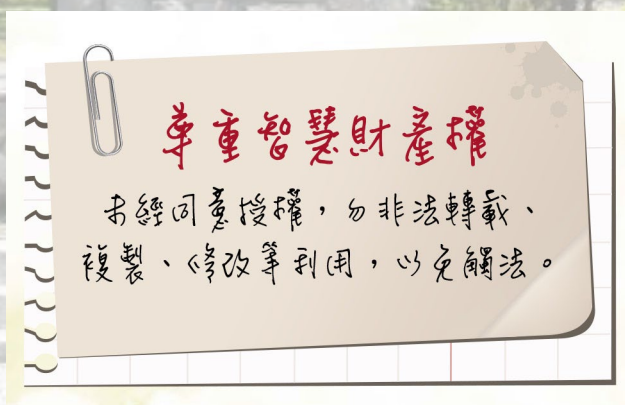 尊重智慧財產權
未經同意授權，勿非法轉載、
複製、修改等利用，以免觸法。